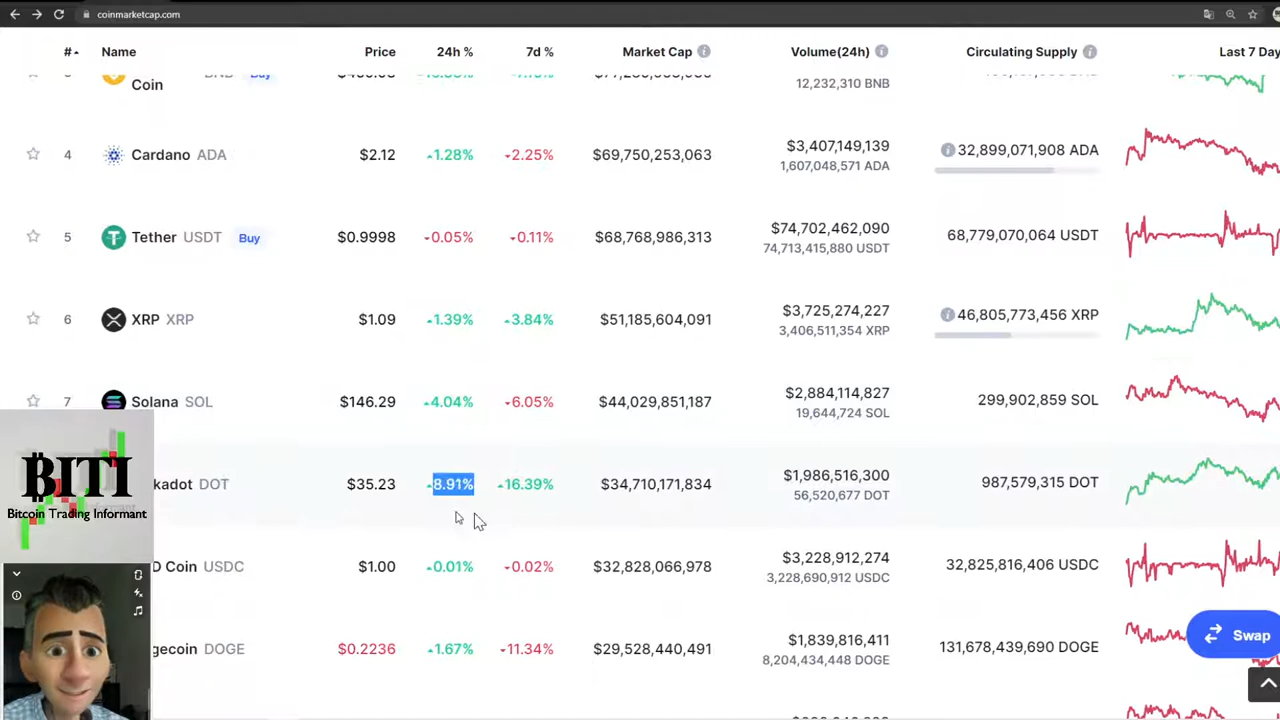 coinmarketcap.com
# Name Price 24h % 7d % Market Cap Volume(24h) Circulating Supply Last 7 Day
BNB Buy
Coin 12,232,310 BNB
4 Cardano ADA $2.12 1.28% 2.25% $69,750,253,063 $3,407,149,139 32,899,071,908 ADA
1,607,048,571 ADA
5 Tether USDT Buy $0.9998 0.05% 0.11% $68,768,986,313 $74,702,462,090 68,779,070,064 USDT
74,713,415,880 USDT
6 XRP XRP $1.09 1.39% 3.84% $51,185,604,091 $3,725,274,227 46,805,773,456 XRP
3,406,511,354 XRP
7 Solana SOL $146.29 4.04% 6.05% $44,029,851,187 $2,884,114,827 299,902,859 SOL
19,644,724 SOL
kadot DOT $35.23 8.91% 16.39% $34,710,171,834 $1,986,516,300 987,579,315 DOT
56,520,677 DOT
BITI
Bitcoin Trading Informant
D Coin USDC $1.00 0.01% 0.02% $32,828,066,978 $3,228,912,274 32,825,816,406 USDC
3,228,690,912 USDC
gecoin DOGE $0.2236 1.67% 11.34% $29,528,440,491 $1,839,816,411 131,678,439,690 DOGE
8,204,434,448 DOGE
Swap